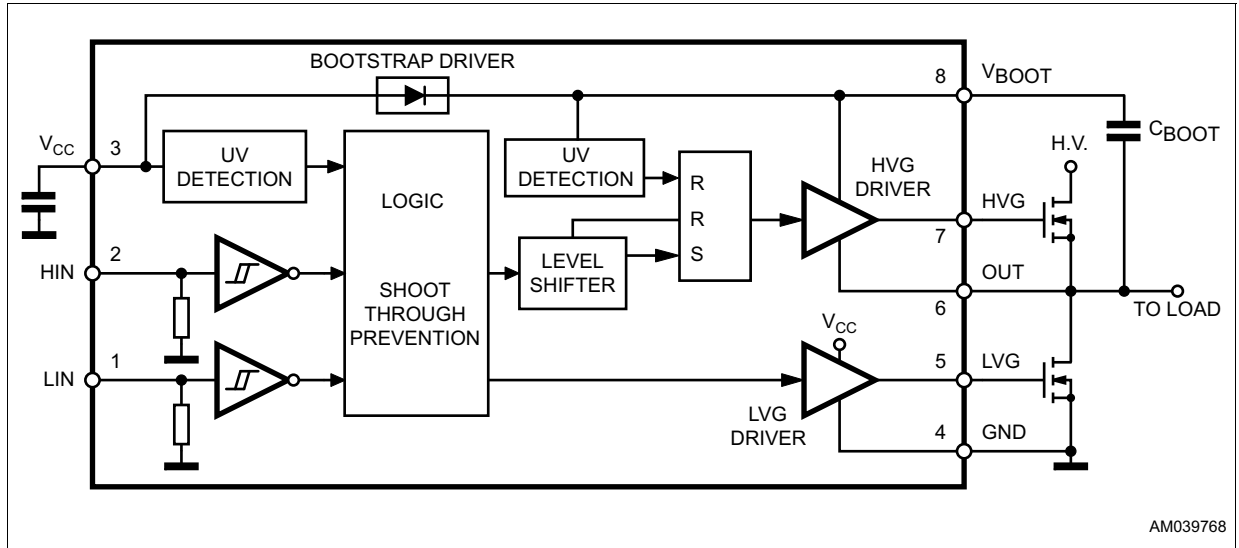 BOOTSTRAP DRIVER
8
VBOOT
CBOOT
H.V.
VCC
3
UV
DETECTION
LOGIC
SHOOT
THROUGH
PREVENTION
UV
DETECTION
R
R
S
LEVEL
SHIFTER
HVG
DRIVER
HVG
7
HIN
2
OUT
6
TO LOAD
LIN
1
VCC
LVG
DRIVER
5
LVG
4
GND
AM039768